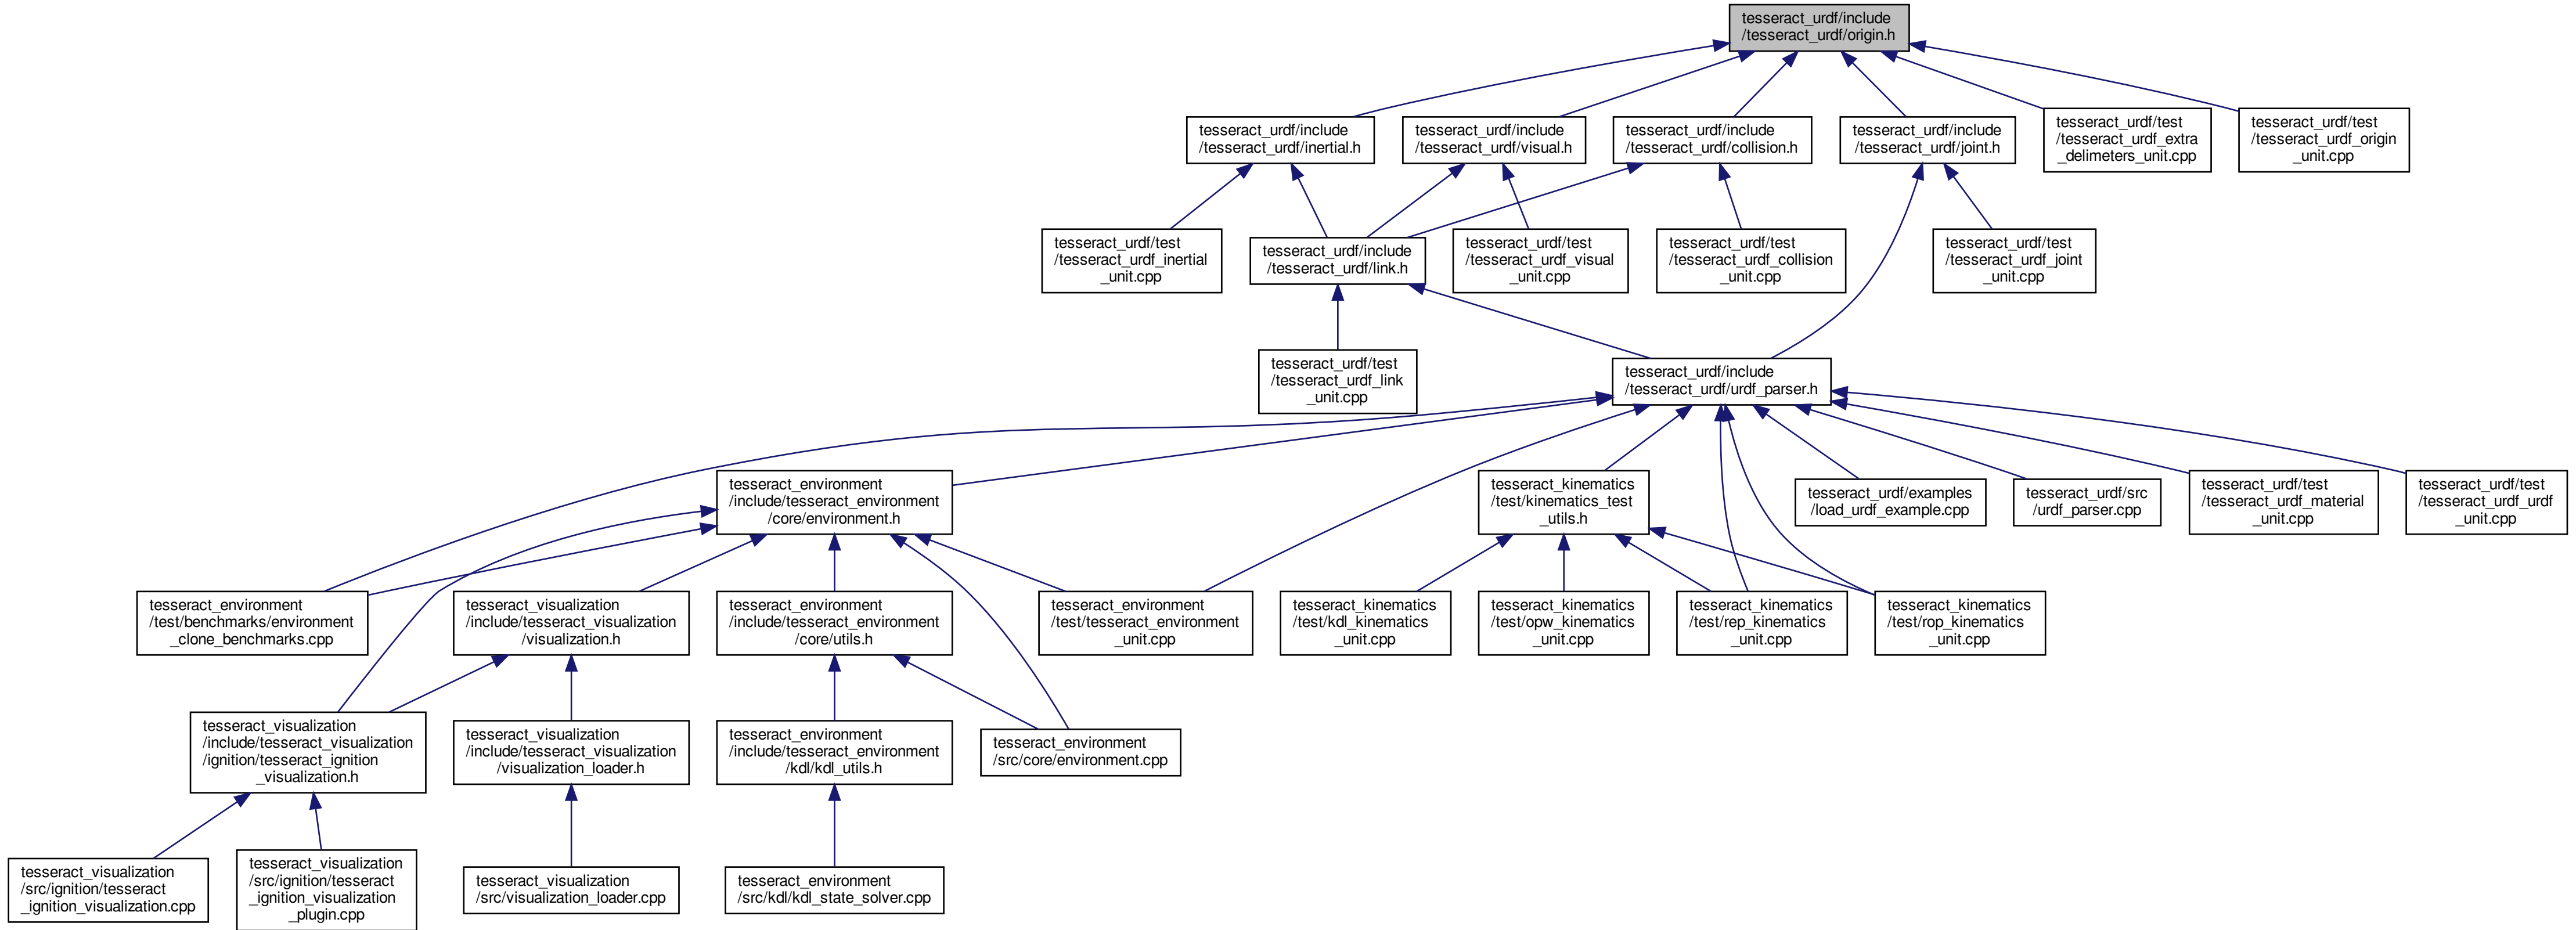 tesseract_urdf/include
/tesseract_urdf/origin.h
tesseract_urdf/include
/tesseract_urdf/inertial.h
tesseract_urdf/include
/tesseract_urdf/visual.h
tesseract_urdf/include
/tesseract_urdf/collision.h
tesseract_urdf/include
/tesseract_urdf/joint.h
tesseract_urdf/test
/tesseract_urdf_extra
_delimeters_unit.cpp
tesseract_urdf/test
/tesseract_urdf_origin
_unit.cpp
tesseract_urdf/test
/tesseract_urdf_inertial
_unit.cpp
tesseract_urdf/include
/tesseract_urdf/link.h
tesseract_urdf/test
/tesseract_urdf_visual
_unit.cpp
tesseract_urdf/test
/tesseract_urdf_collision
_unit.cpp
tesseract_urdf/test
/tesseract_urdf_joint
_unit.cpp
tesseract_urdf/test
/tesseract_urdf_link
_unit.cpp
tesseract_urdf/include
/tesseract_urdf/urdf_parser.h
tesseract_environment
/include/tesseract_environment
/core/environment.h
tesseract_kinematics
/test/kinematics_test
_utils.h
tesseract_urdf/examples
/load_urdf_example.cpp
tesseract_urdf/src
/urdf_parser.cpp
tesseract_urdf/test
/tesseract_urdf_material
_unit.cpp
tesseract_urdf/test
/tesseract_urdf_urdf
_unit.cpp
tesseract_environment
/test/benchmarks/environment
_clone_benchmarks.cpp
tesseract_visualization
/include/tesseract_visualization
/visualization.h
tesseract_environment
/include/tesseract_environment
/core/utils.h
tesseract_environment
/test/tesseract_environment
_unit.cpp
tesseract_kinematics
/test/kdl_kinematics
_unit.cpp
tesseract_kinematics
/test/opw_kinematics
_unit.cpp
tesseract_kinematics
/test/rep_kinematics
_unit.cpp
tesseract_kinematics
/test/rop_kinematics
_unit.cpp
tesseract_visualization
/include/tesseract_visualization
/ignition/tesseract_ignition
_visualization.h
tesseract_visualization
/include/tesseract_visualization
/visualization_loader.h
tesseract_environment
/include/tesseract_environment
/kdl/kdl_utils.h
tesseract_environment
/src/core/environment.cpp
tesseract_visualization
/src/ignition/tesseract
_ignition_visualization.cpp
tesseract_visualization
/src/ignition/tesseract
_ignition_visualization
_plugin.cpp
tesseract_visualization
/src/visualization_loader.cpp
tesseract_environment
/src/kdl/kdl_state_solver.cpp